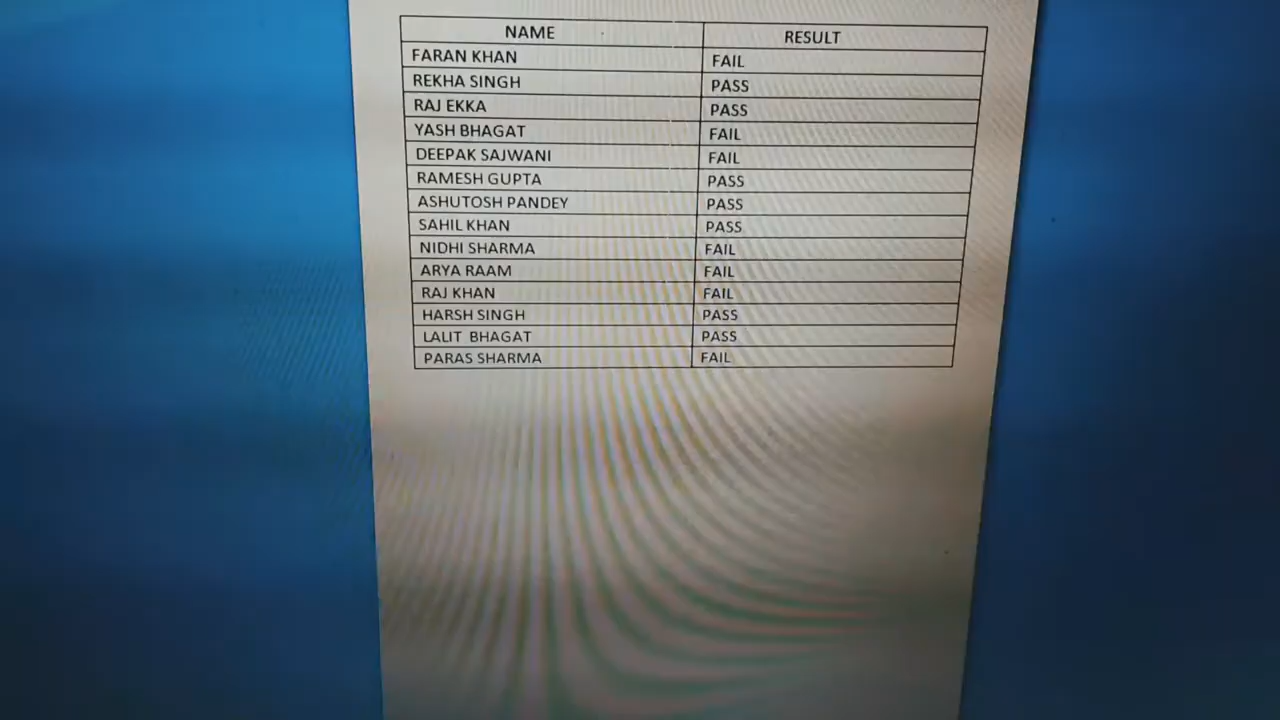 NAME RESULT
FARAN KHAN FAIL
REKHA SINGH PASS
RAJ EKKA PASS
YASH BHAGAT FAIL
DEEPAK SAJWANI FAIL
RAMESH GUPTA PASS
ASHUTOSH PANDEY PASS
SAHIL KHAN PASS
NIDHI SHARMA FAIL
ARYA RAAM FAIL
RAJ KHAN FAIL
HARSH SINGH PASS
LALIT BHAGAT PASS
PARAS SHARMA FAIL